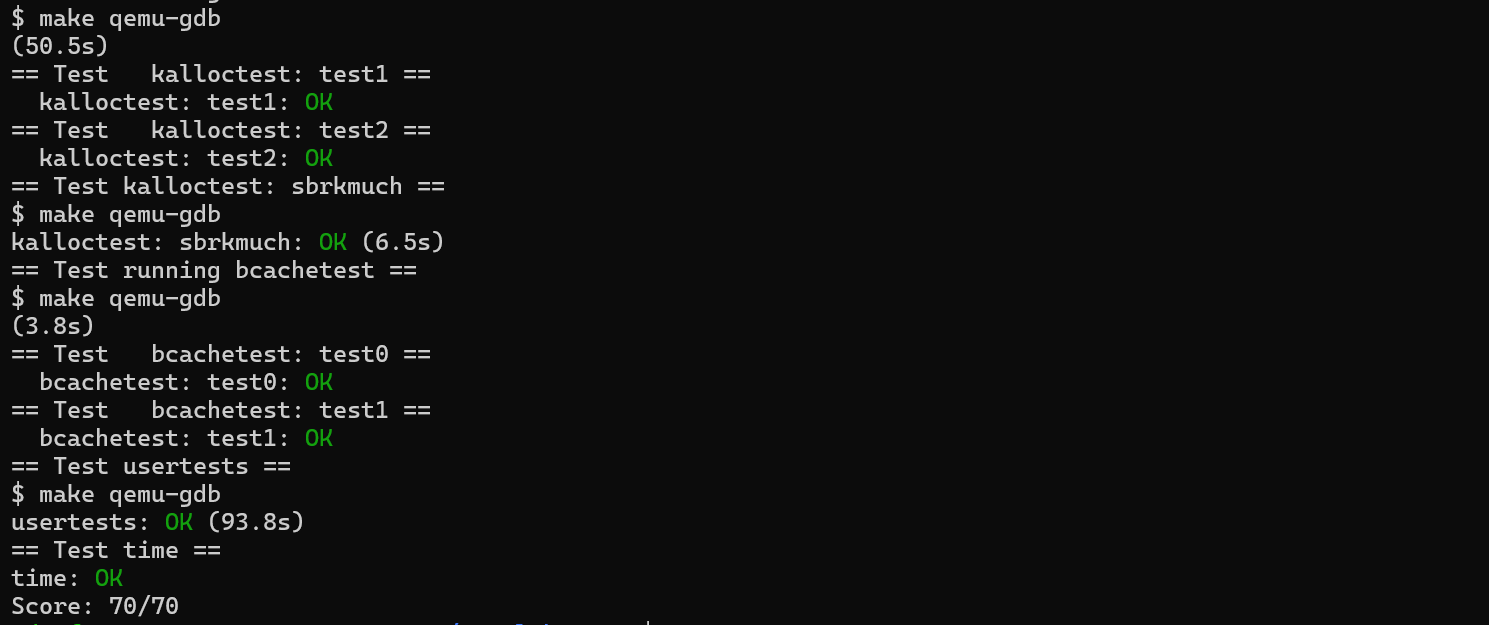 $ make qemu-gdb
(50.5s)
== Test   kalloctest: test1 ==
  kalloctest: test1: OK
== Test   kalloctest: test2 ==
  kalloctest: test2: OK
== Test kalloctest: sbrkmuch ==
$ make qemu-gdb
kalloctest: sbrkmuch: OK (6.5s)
== Test running bcachetest ==
$ make qemu-gdb
(3.8s)
== Test   bcachetest: test0 ==
  bcachetest: test0: OK
== Test   bcachetest: test1 ==
  bcachetest: test1: OK
== Test usertests ==
$ make qemu-gdb
usertests: OK (93.8s)
== Test time ==
time: OK
Score: 70/70